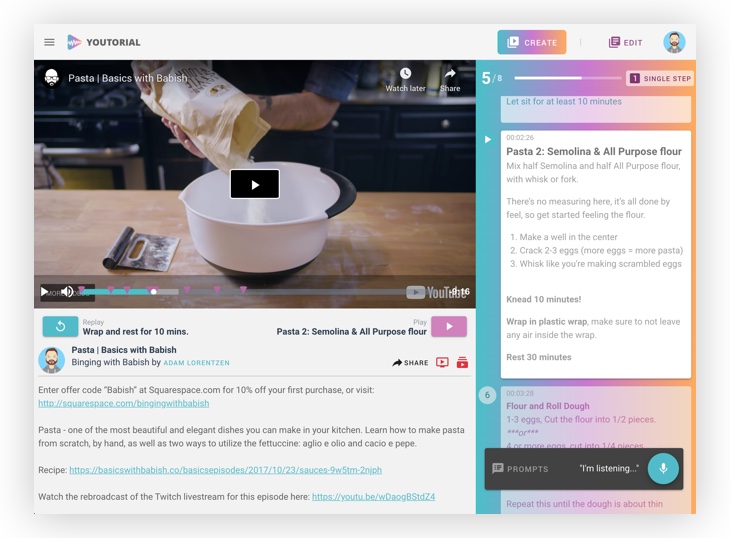 YOUTORIAL
CREATE
EDIT
Pasta | Basics with Babish
Watch later
Share
YouTube
-9:16
Replay
Wrap and rest for 10 mins.
Play
Pasta 2: Semolina & All Purpose flour
Pasta | Basics with Babish
Binging with Babish by ADAM LORENTZEN
SHARE
Enter offer code “Babish” at Squarespace.com for 10% off your first purchase, or visit:
http://squarespace.com/bingingwithbabish
Pasta - one of the most beautiful and elegant dishes you can make in your kitchen. Learn how to make pasta
from scratch, by hand, as well as two ways to utilize the fettuccine: aglio e olio and cacio e pepe.
Recipe: https://basicswithbabish.co/basicsepisodes/2017/10/23/sauces-9w5tm-2njph
Watch the rebroadcast of the Twitch livestream for this episode here: https://youtu.be/wDaogBStdZ4
5/8
1 SINGLE STEP
Let sit for at least 10 minutes
00:02:26
Pasta 2: Semolina & All Purpose flour
Mix half Semolina and half All Purpose flour,
with whisk or fork.
There's no measuring here, it's all done by
feel, so get started feeling the flour.
1. Make a well in the center
2. Crack 2-3 eggs (more eggs = more pasta)
3. Whisk like you're making scrambled eggs
Knead 10 minutes!
Wrap in plastic wrap, make sure to not leave
any air inside the wrap.
Rest 30 minutes
6
00:03:28
Flour and Roll Dough
1-3 eggs, Cut the flour into 1/2 pieces.
***or***
4 or more eggs, cut into 1/4 pieces
PROMPTS
"I'm listening..."
Repeat this until the dough is about thin